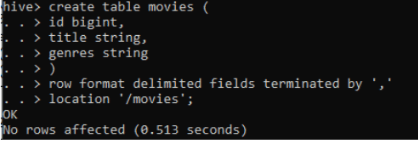 hive> create table movies (
. . > id bigint,
. . > title string,
. . > genres string
. . > )
. . > row format delimited fields terminated by ','
. . > location '/movies';
OK
No rows affected (0.513 seconds)